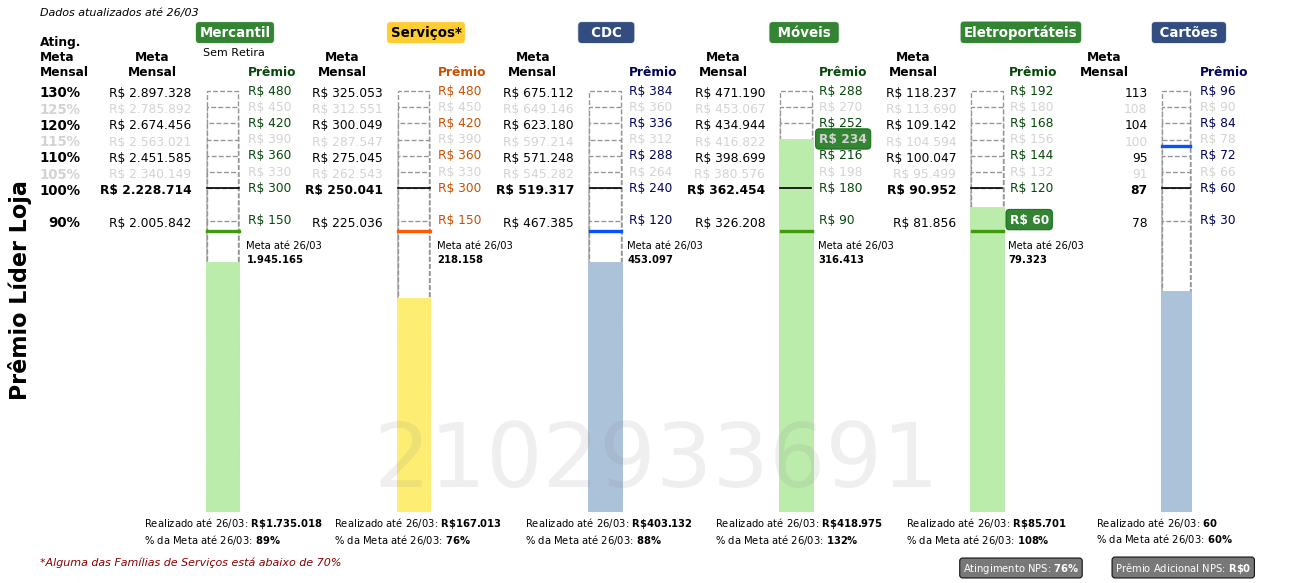 Dados atualizados até 26/03
Mercantil Serviços* CDC Móveis Eletroportáteis Cartões
Sem Retira
Ating. Meta Mensal Meta Mensal Prêmio Meta Mensal Prêmio Meta Mensal Prêmio Meta Mensal Prêmio Meta Mensal Prêmio Meta Mensal Prêmio
130% R$ 2.897.328 R$ 480 R$ 325.053 R$ 480 R$ 675.112 R$ 384 R$ 471.190 R$ 288 R$ 118.237 R$ 192 113 R$ 96
125% R$ 2.785.892 R$ 450 R$ 312.551 R$ 450 R$ 649.146 R$ 360 R$ 453.067 R$ 270 R$ 113.690 R$ 180 108 R$ 90
120% R$ 2.674.456 R$ 420 R$ 300.049 R$ 420 R$ 623.180 R$ 336 R$ 434.944 R$ 252 R$ 109.142 R$ 168 104 R$ 84
115% R$ 2.563.021 R$ 390 R$ 287.547 R$ 390 R$ 597.214 R$ 312 R$ 416.822 R$ 234 R$ 104.594 R$ 156 100 R$ 78
110% R$ 2.451.585 R$ 360 R$ 275.045 R$ 360 R$ 571.248 R$ 288 R$ 398.699 R$ 216 R$ 100.047 R$ 144 95 R$ 72
105% R$ 2.340.149 R$ 330 R$ 262.543 R$ 330 R$ 545.282 R$ 264 R$ 380.576 R$ 198 R$ 95.499 R$ 132 91 R$ 66
100% R$ 2.228.714 R$ 300 R$ 250.041 R$ 300 R$ 519.317 R$ 240 R$ 362.454 R$ 180 R$ 90.952 R$ 120 87 R$ 60
90% R$ 2.005.842 R$ 150 R$ 225.036 R$ 150 R$ 467.385 R$ 120 R$ 326.208 R$ 90 R$ 81.856 R$ 60 78 R$ 30
Meta até 26/03 Meta até 26/03 Meta até 26/03 Meta até 26/03 Meta até 26/03
1.945.165 218.158 453.097 316.413 79.323
Prêmio Líder Loja
2102933691
Realizado até 26/03: R$1.735.018 Realizado até 26/03: R$167.013 Realizado até 26/03: R$403.132 Realizado até 26/03: R$418.975 Realizado até 26/03: R$85.701 Realizado até 26/03: 60
% da Meta até 26/03: 89% % da Meta até 26/03: 76% % da Meta até 26/03: 88% % da Meta até 26/03: 132% % da Meta até 26/03: 108% % da Meta até 26/03: 60%
*Alguma das Famílias de Serviços está abaixo de 70% Atingimento NPS: 76% Prêmio Adicional NPS: R$0